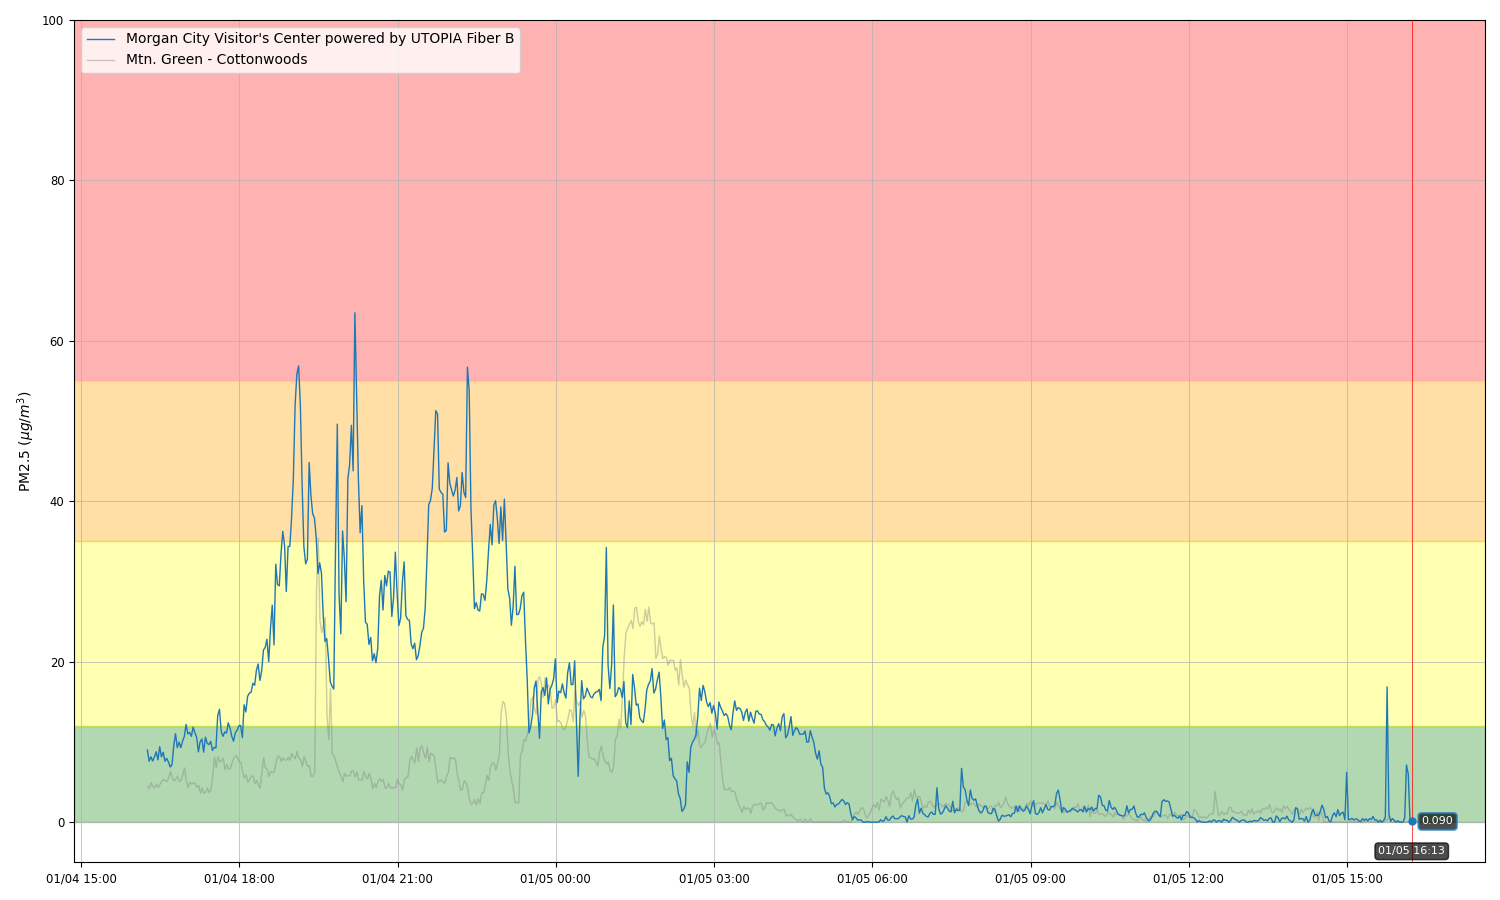 100
Morgan City Visitor's Center powered by UTOPIA Fiber B
Mtn. Green - Cottonwoods
80
60
PM2.5 (μg/m³)
40
20
0
0.090
01/05 16:13
01/04 15:00 01/04 18:00 01/04 21:00 01/05 00:00 01/05 03:00 01/05 06:00 01/05 09:00 01/05 12:00 01/05 15:00